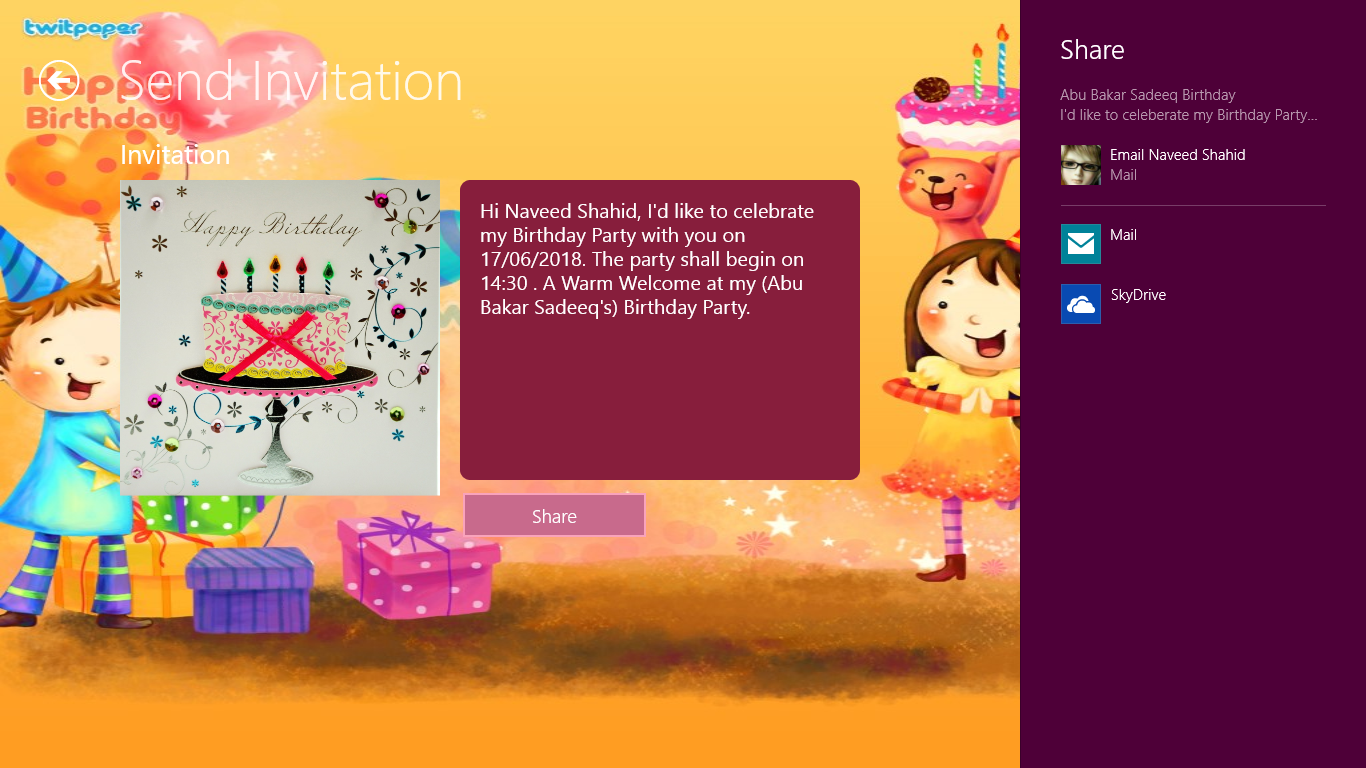 twitpaper
Happy
Birthday
Send Invitation
Invitation
Happy Birthday
Hi Naveed Shahid, I'd like to celebrate
my Birthday Party with you on
17/06/2018. The party shall begin on
14:30 . A Warm Welcome at my (Abu
Bakar Sadeeq's) Birthday Party.
Share
Share
Abu Bakar Sadeeq Birthday
I'd like to celeberate my Birthday Party...
Email Naveed Shahid
Mail
Mail
SkyDrive